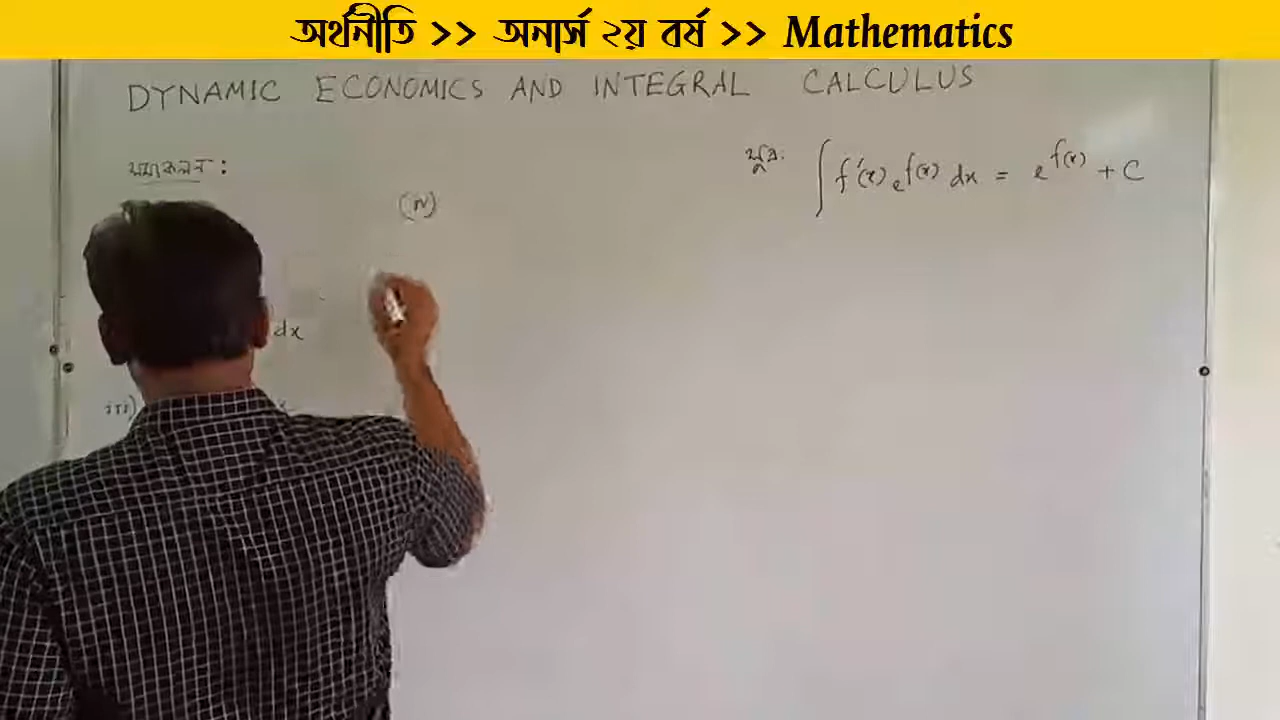 অর্থনীতি >> অনার্স ২য় বর্ষ >> Mathematics
DYNAMIC ECONOMICS AND INTEGRAL CALCULUS
সমাকলন :
সূত্র: ∫ f′(x) e^f(x) dx = e^f(x) + C
(iv)
dx
iii)